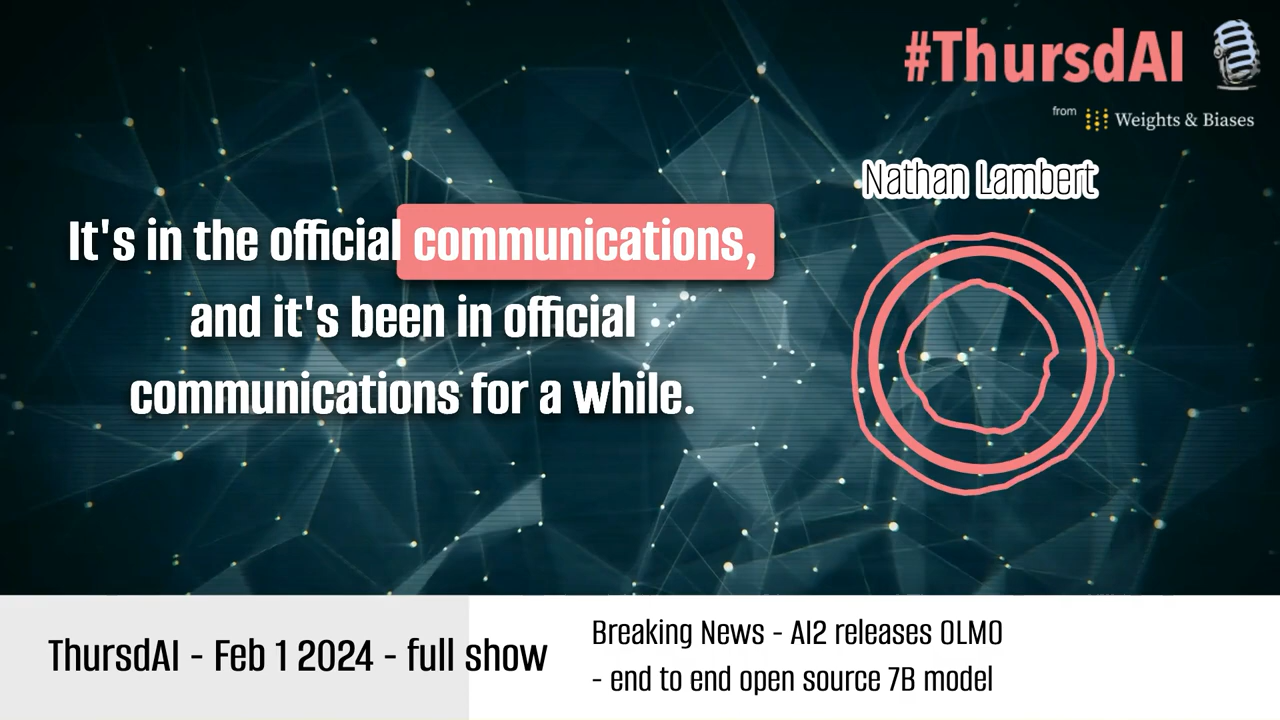 #ThursdAI
from Weights & Biases
Nathan Lambert
It's in the official communications,
and it's been in official
communications for a while.
ThursdAI - Feb 1 2024 - full show
Breaking News - AI2 releases OLMO
- end to end open source 7B model